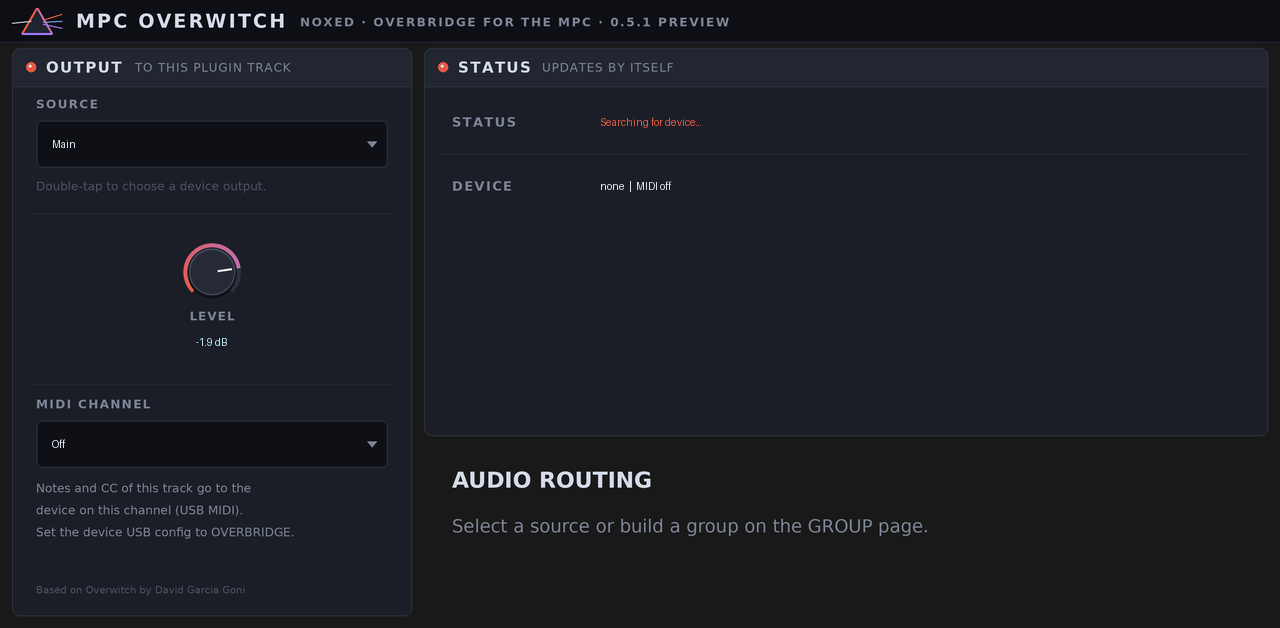 MPC OVERWITCH NOXED · OVERBRIDGE FOR THE MPC · 0.5.1 PREVIEW
OUTPUT TO THIS PLUGIN TRACK
SOURCE
Main
Double-tap to choose a device output.
LEVEL
-1.9 dB
MIDI CHANNEL
Off
Notes and CC of this track go to the
device on this channel (USB MIDI).
Set the device USB config to OVERBRIDGE.
Based on Overwitch by David Garcia Goni
STATUS UPDATES BY ITSELF
STATUS Searching for device...
DEVICE none | MIDI off
AUDIO ROUTING
Select a source or build a group on the GROUP page.